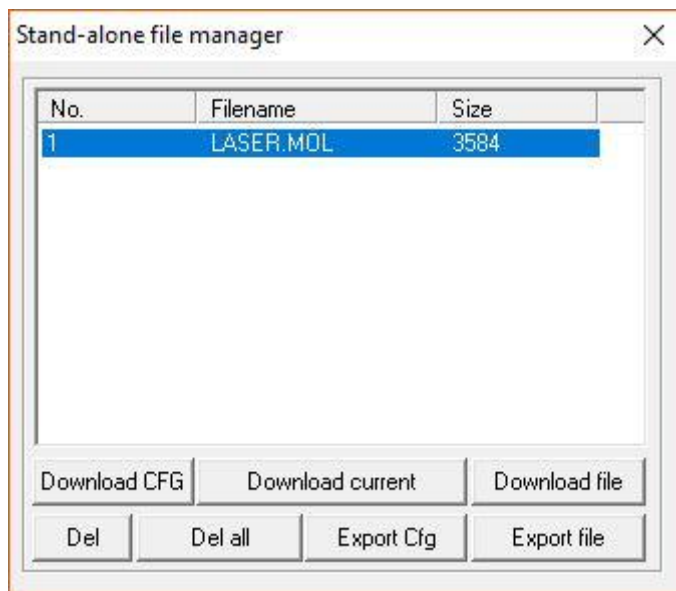 Stand-alone file manager
No. Filename Size
1 LASER.MOL 3584
Download CFG Download current Download file
Del Del all Export Cfg Export file